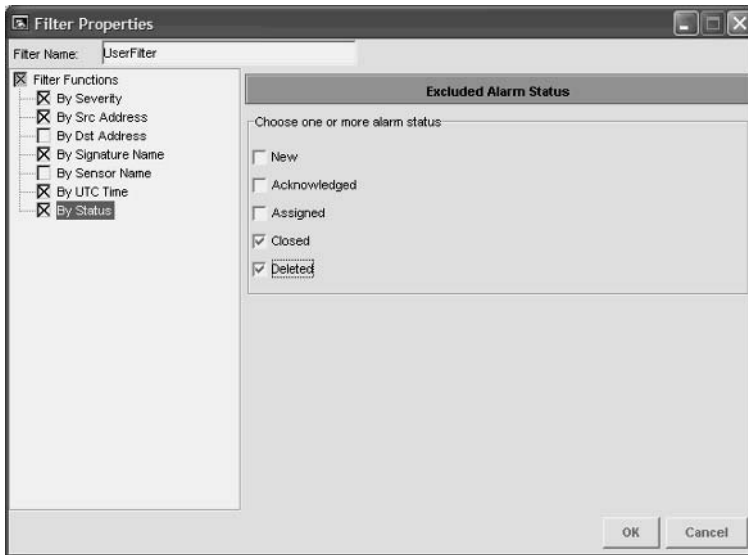 Filter Properties
Filter Name: UserFilter
Filter Functions
By Severity
By Src Address
By Dst Address
By Signature Name
By Sensor Name
By UTC Time
By Status
Excluded Alarm Status
Choose one or more alarm status
New
Acknowledged
Assigned
Closed
Deleted
OK
Cancel